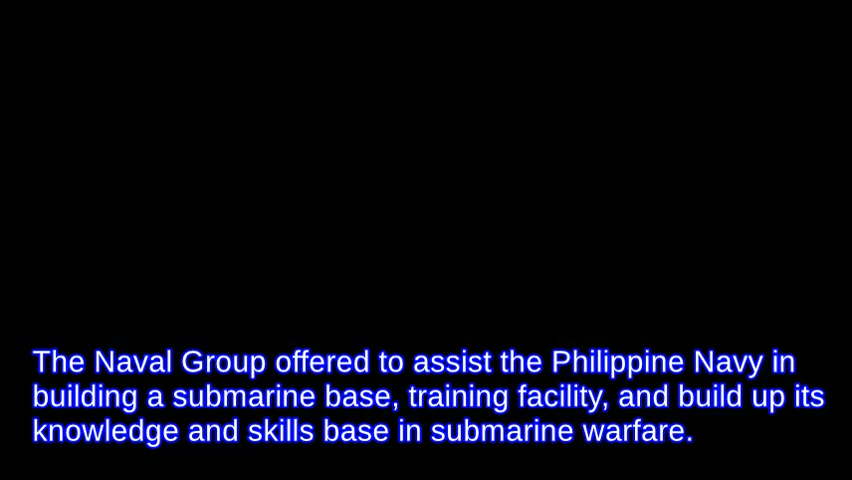 The Naval Group offered to assist the Philippine Navy in
building a submarine base, training facility, and build up its
knowledge and skills base in submarine warfare.